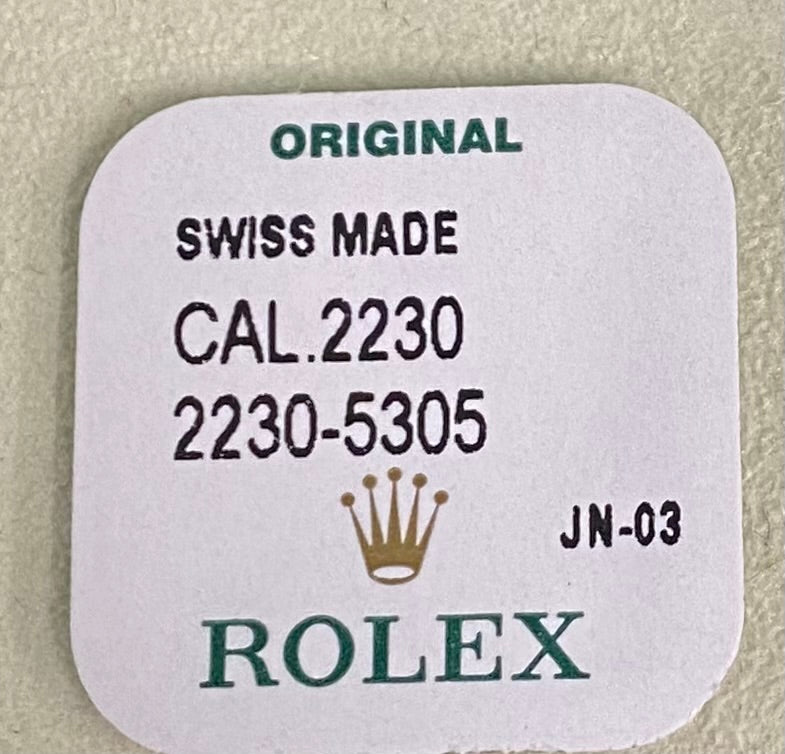 ORIGINAL
SWISS MADE
CAL.2230
2230-5305
JN-03
ROLEX